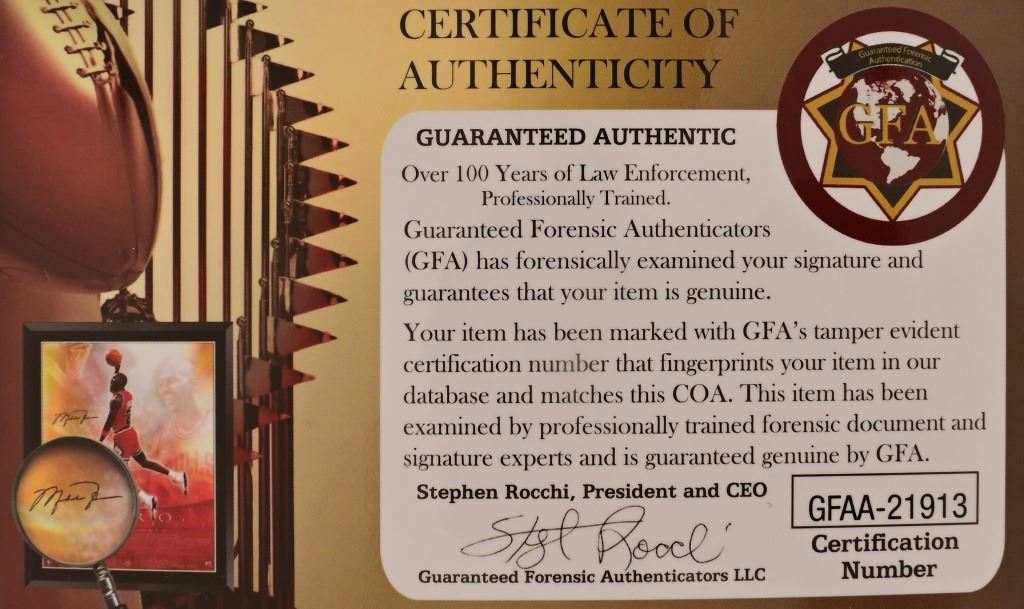 CERTIFICATE OF
AUTHENTICITY
Guaranteed Forensic
Authentication
GFA
GUARANTEED AUTHENTIC
Over 100 Years of Law Enforcement,
Professionally Trained.
Guaranteed Forensic Authenticators
(GFA) has forensically examined your signature and
guarantees that your item is genuine.
Your item has been marked with GFA's tamper evident
certification number that fingerprints your item in our
database and matches this COA. This item has been
examined by professionally trained forensic document and
signature experts and is guaranteed genuine by GFA.
Stephen Rocchi, President and CEO
Guaranteed Forensic Authenticators LLC
GFAA-21913
Certification
Number